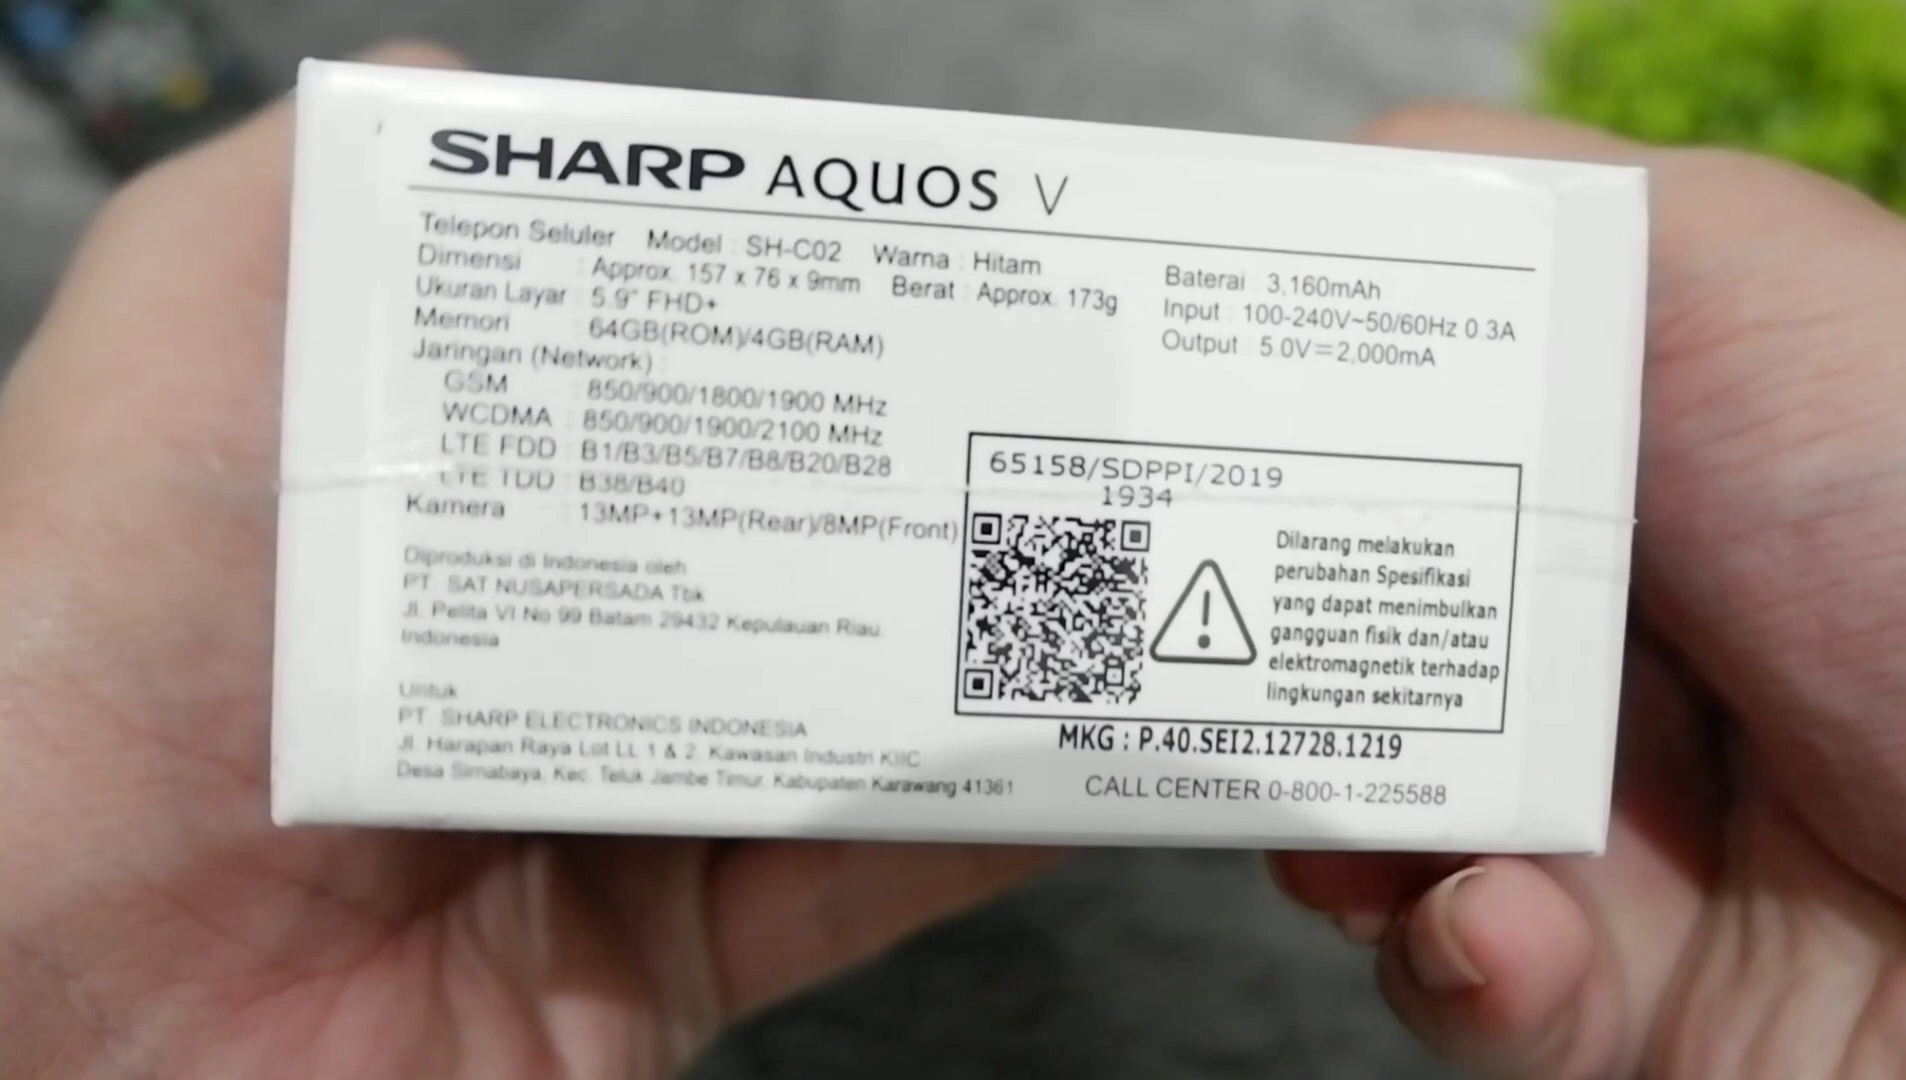 SHARP AQUOS V
Telepon Seluler Model : SH-C02 Warna : Hitam
Dimensi : Approx. 157 x 76 x 9mm Berat : Approx. 173g
Ukuran Layar : 5.9" FHD+
Memori : 64GB(ROM)/4GB(RAM)
Jaringan (Network) :
GSM : 850/900/1800/1900 MHz
WCDMA : 850/900/1900/2100 MHz
LTE FDD : B1/B3/B5/B7/B8/B20/B28
LTE TDD : B38/B40
Kamera : 13MP+13MP(Rear)/8MP(Front)
Diproduksi di Indonesia oleh
PT. SAT NUSAPERSADA Tbk
Jl. Pelita VI No 99 Batam 29432 Kepulauan Riau.
Indonesia
Untuk
PT. SHARP ELECTRONICS INDONESIA
Jl. Harapan Raya Lot LL 1 & 2. Kawasan Industri KIIC
Desa Sirnabaya. Kec. Teluk Jambe Timur. Kabupaten Karawang 41361
Baterai : 3,160mAh
Input : 100-240V~50/60Hz 0.3A
Output : 5.0V=2,000mA
65158/SDPPI/2019
1934
Dilarang melakukan
perubahan Spesifikasi
yang dapat menimbulkan
gangguan fisik dan/atau
elektromagnetik terhadap
lingkungan sekitarnya
MKG : P.40.SEI2.12728.1219
CALL CENTER 0-800-1-225588